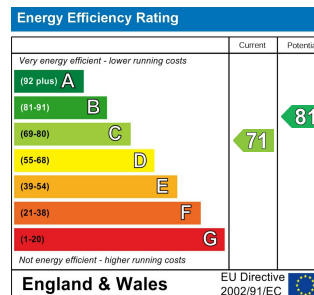 Energy Efficiency Rating
Current Potentia
Very energy efficient - lower running costs
(92 plus) A
(81-91) B
(69-80) C
(55-68) D
(39-54) E
(21-38) F
(1-20) G
71
81
Not energy efficient - higher running costs
England & Wales
EU Directive
2002/91/EC